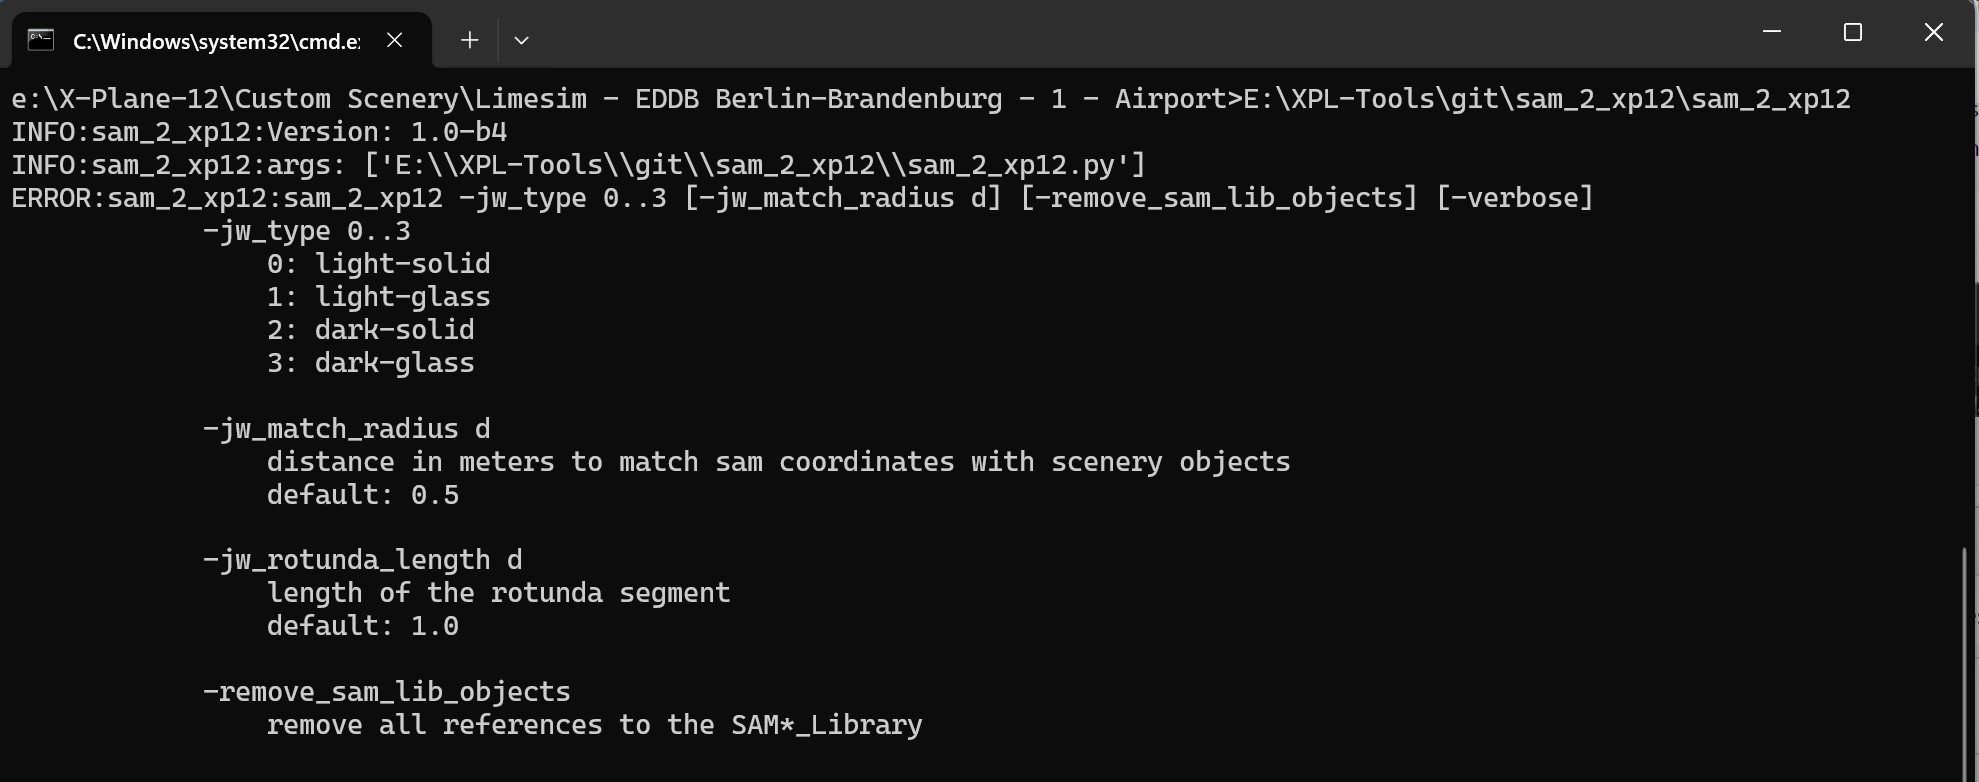 C:\Windows\system32\cmd.e
e:\X-Plane-12\Custom Scenery\Limesim - EDDB Berlin-Brandenburg - 1 - Airport>E:\XPL-Tools\git\sam_2_xp12\sam_2_xp12
INFO:sam_2_xp12:Version: 1.0-b4
INFO:sam_2_xp12:args: ['E:\\XPL-Tools\\git\\sam_2_xp12\\sam_2_xp12.py']
ERROR:sam_2_xp12:sam_2_xp12 -jw_type 0..3 [-jw_match_radius d] [-remove_sam_lib_objects] [-verbose]
-jw_type 0..3
0: light-solid
1: light-glass
2: dark-solid
3: dark-glass
-jw_match_radius d
distance in meters to match sam coordinates with scenery objects
default: 0.5
-jw_rotunda_length d
length of the rotunda segment
default: 1.0
-remove_sam_lib_objects
remove all references to the SAM*_Library